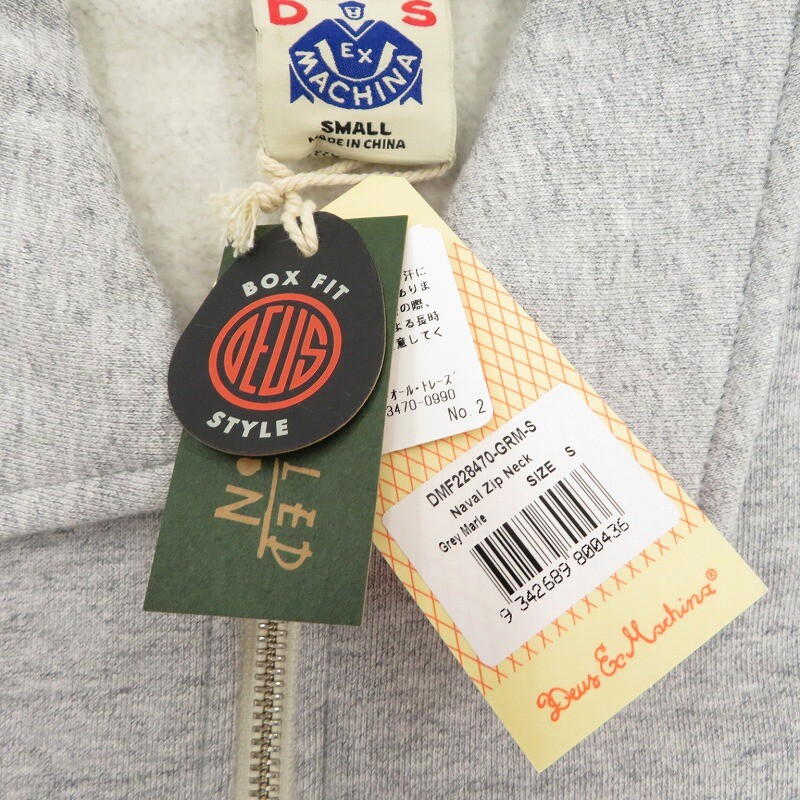 D S
EX
MACHINA
SMALL
MADE IN CHINA
BOX FIT
DEUS
STYLE
LED
N
汗に
ありま
の際、
よる長時
意してく
オール・トレーズ
3470-0990
No.2
DMF228470-GRM-S
Naval Zip Neck
Grey Marle
SIZE S
9 342689 800436
Deus Ex Machina®